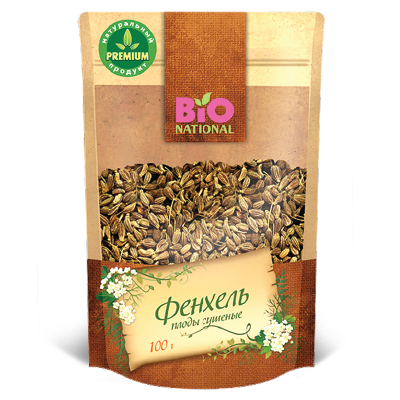 натуральный
PREMIUM
продукт
BiO
NATIONAL
Фенхель
плоды сушеные
100 г